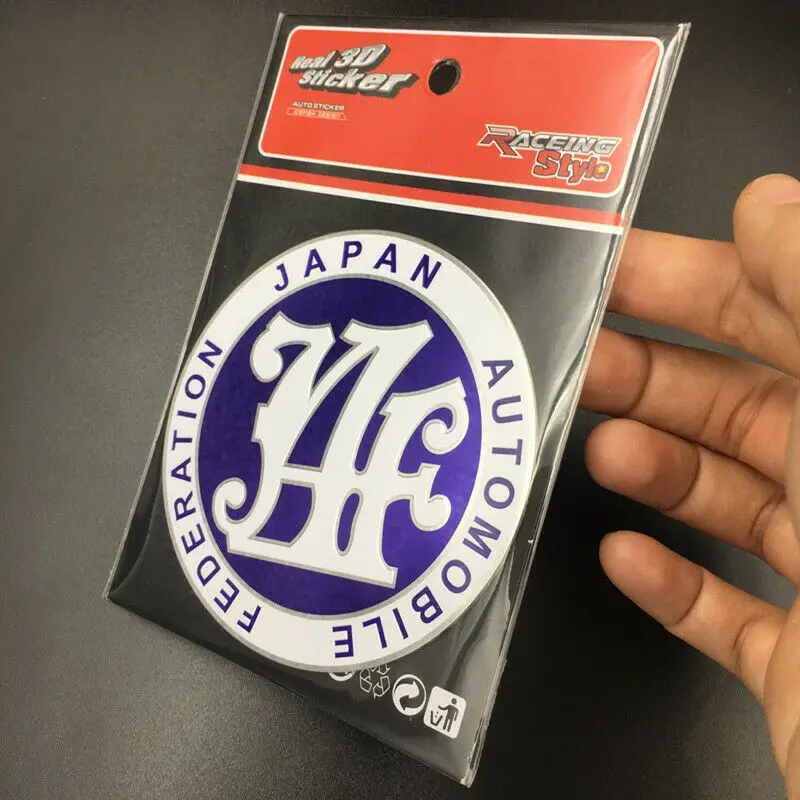 Real 3D
Sticker
AUTO STICKER
RACEING
Style
JAPAN AUTOMOBILE FEDERATION
JAF